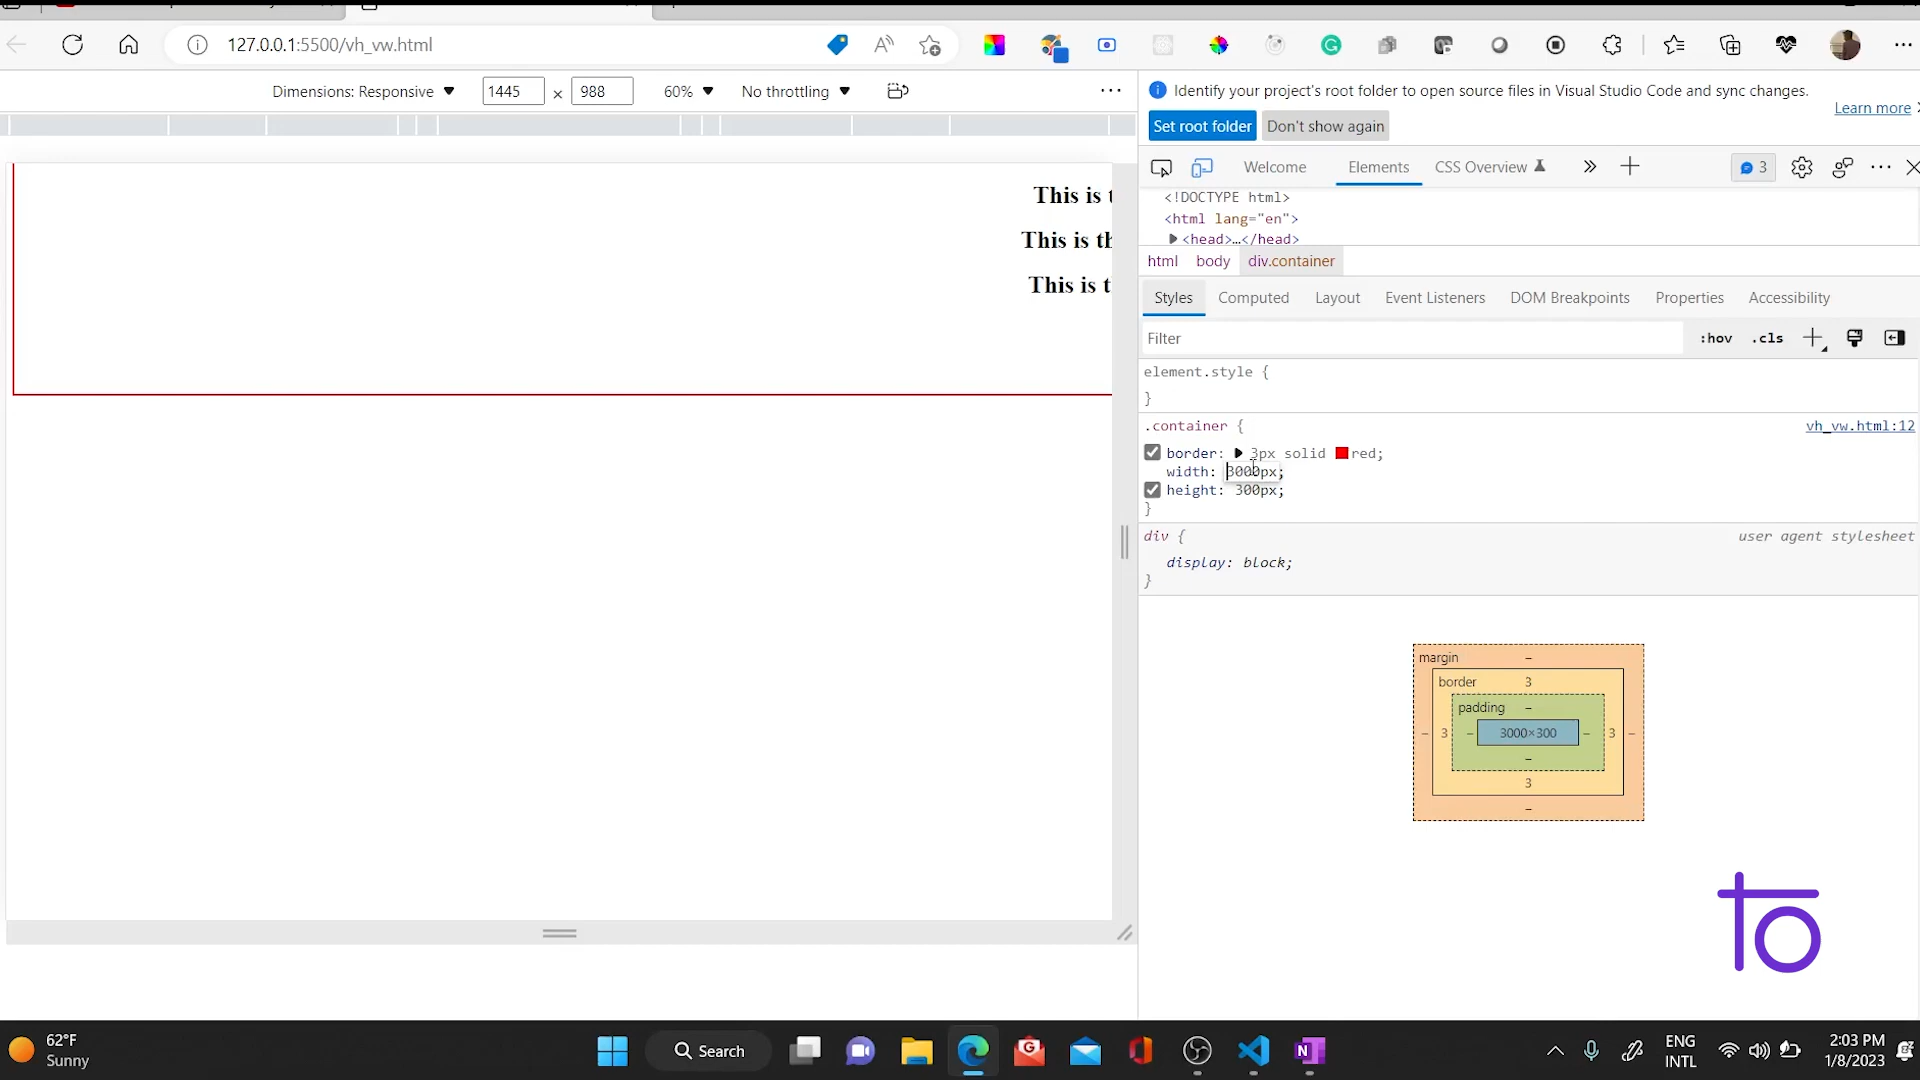 127.0.0.1:5500/vh_vw.html
Dimensions: Responsive
1445
×
988
60%
No throttling
Identify your project's root folder to open source files in Visual Studio Code and sync changes.
Learn more
Set root folder
Don't show again
Welcome
Elements
CSS Overview
3
<!DOCTYPE html>
<html lang="en">
<head>…</head>
html
body
div.container
Styles
Computed
Layout
Event Listeners
DOM Breakpoints
Properties
Accessibility
Filter
:hov
.cls
element.style {
}
.container {
vh_vw.html:12
border: 3px solid red;
width: 3000px;
height: 300px;
}
div {
user agent stylesheet
display: block;
}
This is t
This is th
This is t
margin
–
border
3
padding
–
– 3 – 3000×300 – 3 –
–
3
–
to
62°F
Sunny
Search
ENG
INTL
2:03 PM
1/8/2023